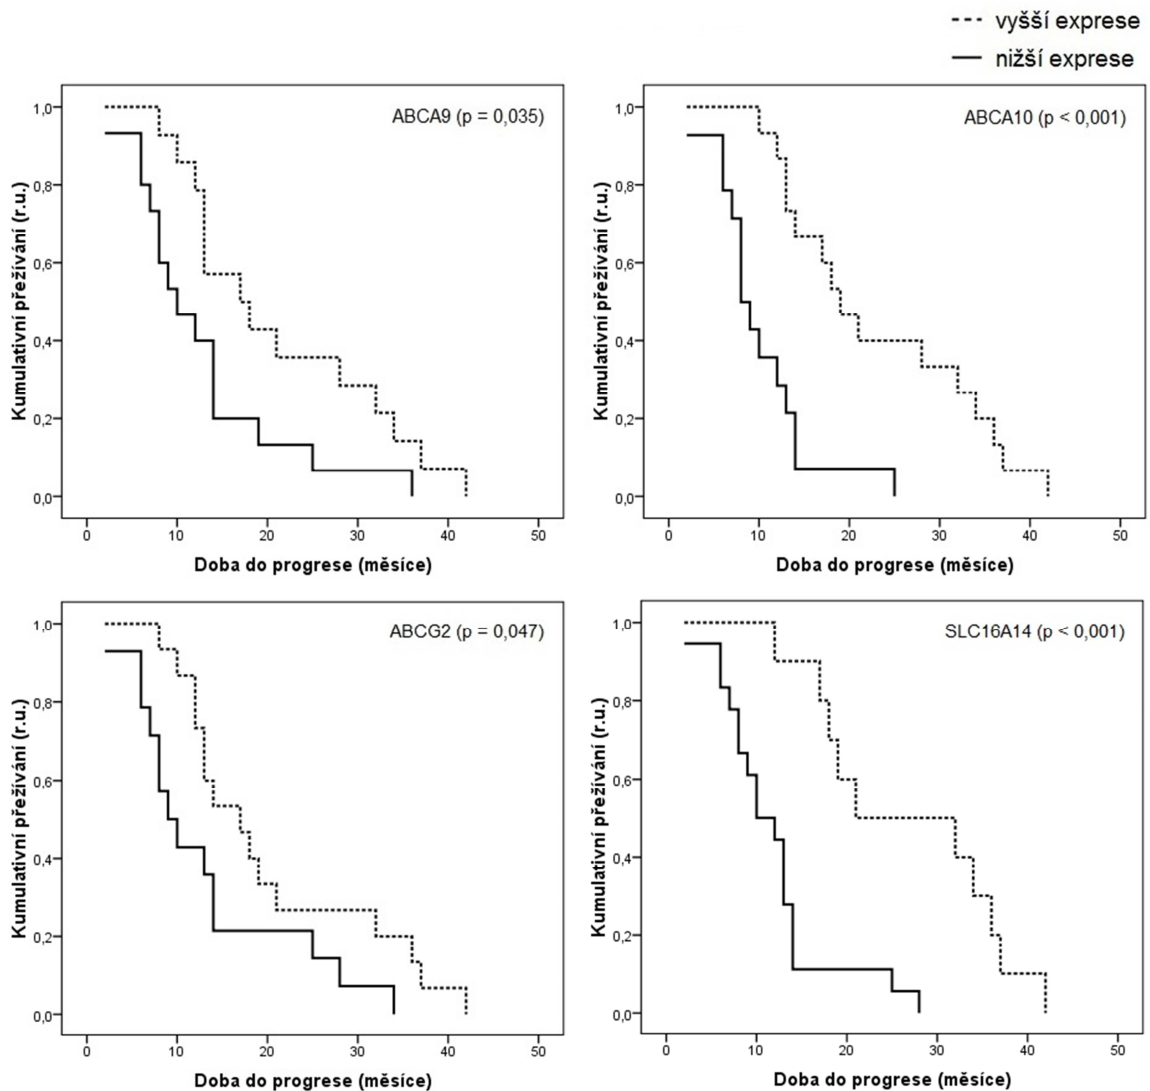 vyšší exprese
nižší exprese
ABCA9 (p = 0,035)
Kumulativní přežívání (r.u.)
1,0
0,8
0,6
0,4
0,2
0,0
0 10 20 30 40 50
Doba do progrese (měsíce)
ABCA10 (p < 0,001)
Kumulativní přežívání (r.u.)
1,0
0,8
0,6
0,4
0,2
0,0
0 10 20 30 40 50
Doba do progrese (měsíce)
ABCG2 (p = 0,047)
Kumulativní přežívání (r.u.)
1,0
0,8
0,6
0,4
0,2
0,0
0 10 20 30 40 50
Doba do progrese (měsíce)
SLC16A14 (p < 0,001)
Kumulativní přežívání (r.u.)
1,0
0,8
0,6
0,4
0,2
0,0
0 10 20 30 40 50
Doba do progrese (měsíce)